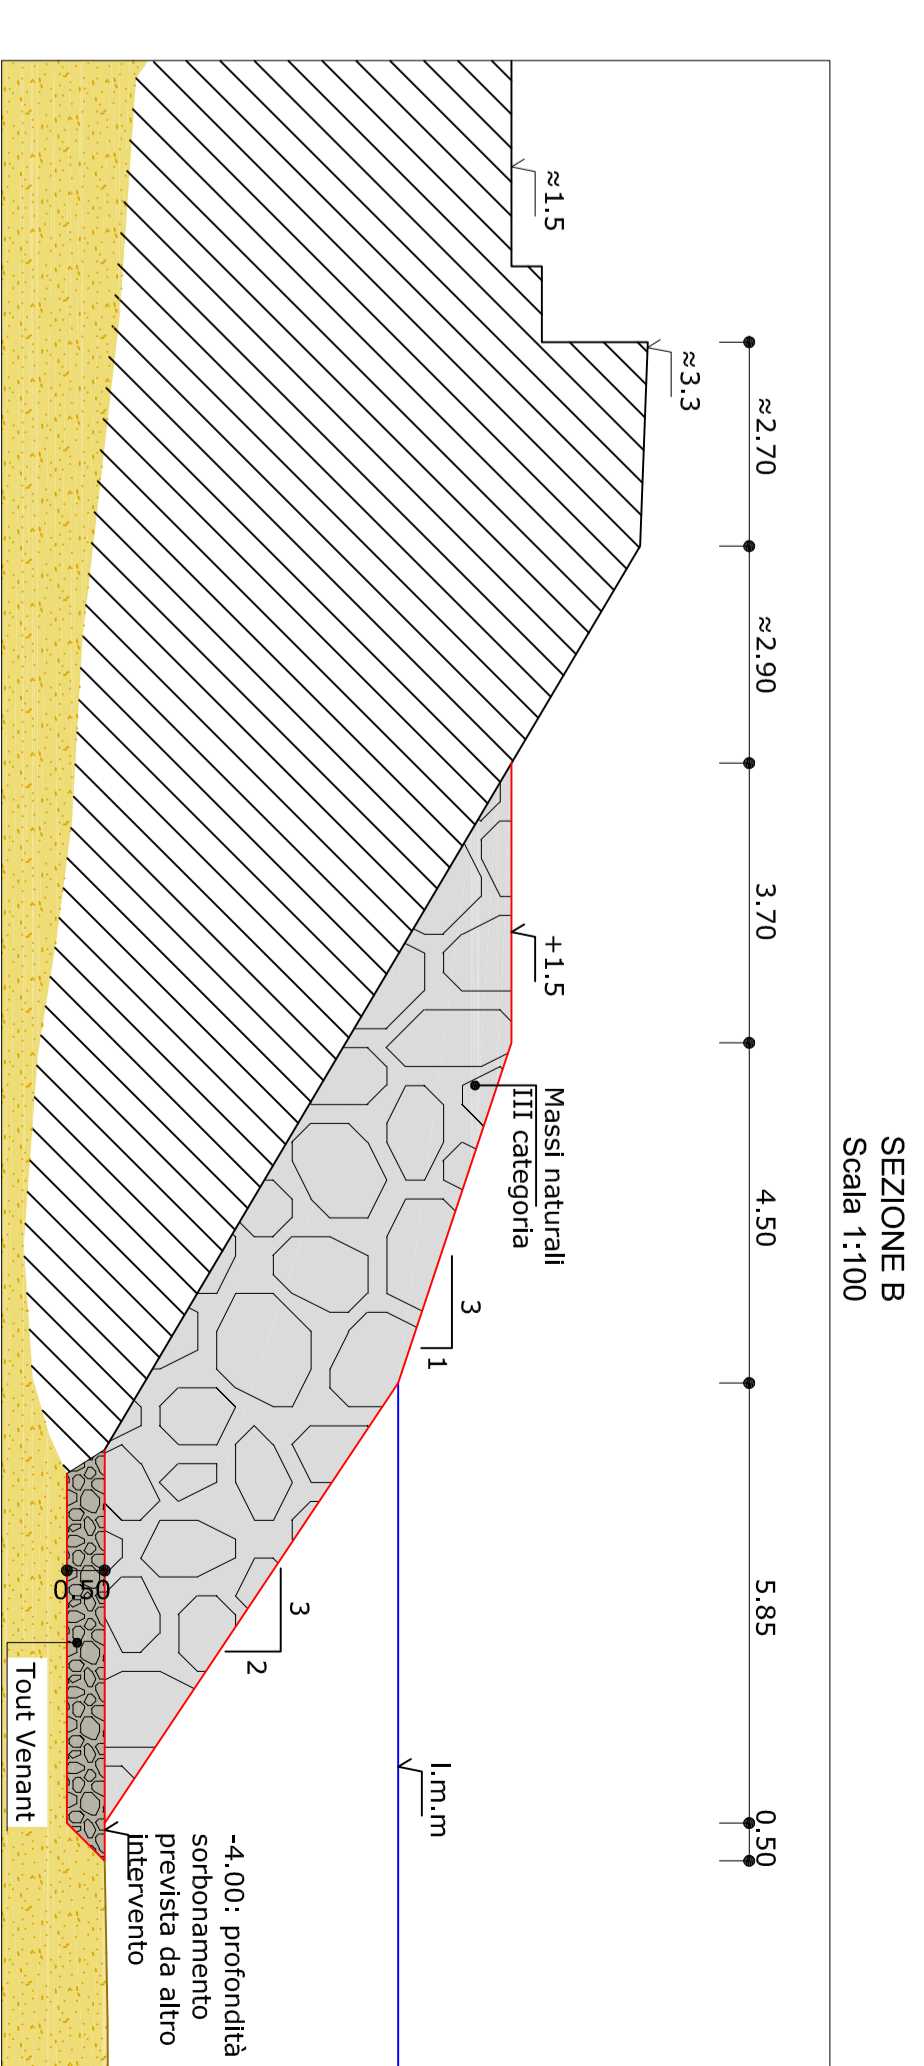 SEZIONE B
Scala 1:100
≈2.70
≈2.90
3.70
4.50
5.85
0.50
≈3.3
≈1.5
+1.5
Massi naturali
III categoria
3
1
l.m.m
3
2
-4.00: profondità
sorbonamento
prevista da altro
intervento
0.50
Tout Venant